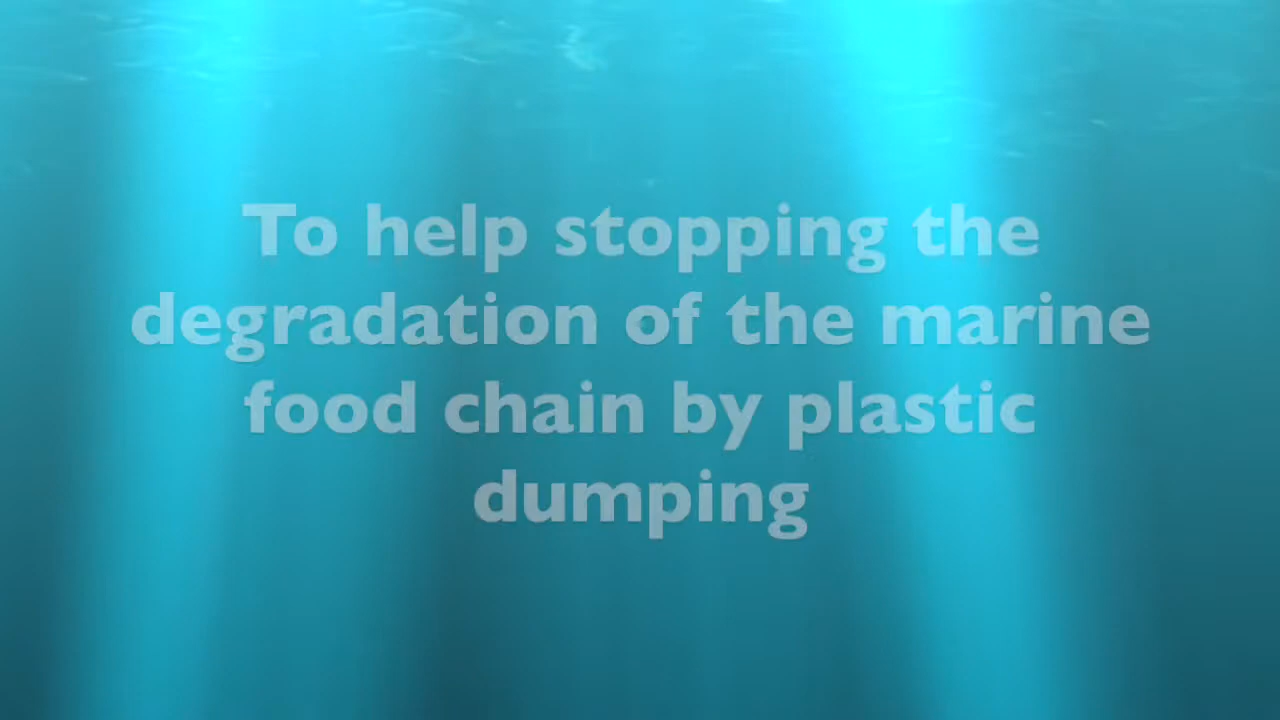 To help stopping the
degradation of the marine
food chain by plastic
dumping